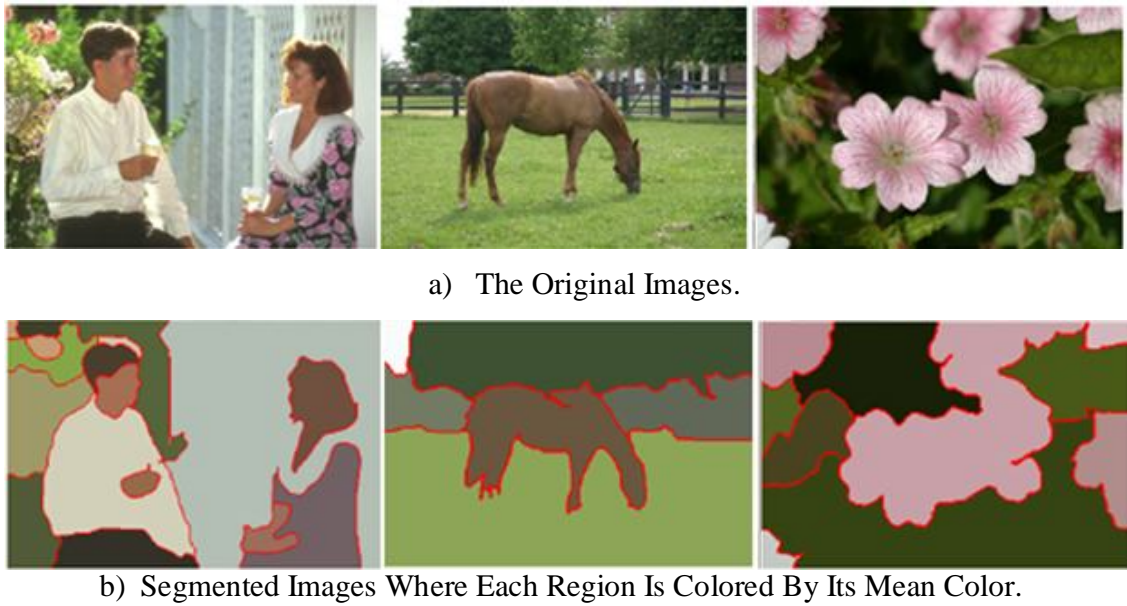 a) The Original Images.
b) Segmented Images Where Each Region Is Colored By Its Mean Color.